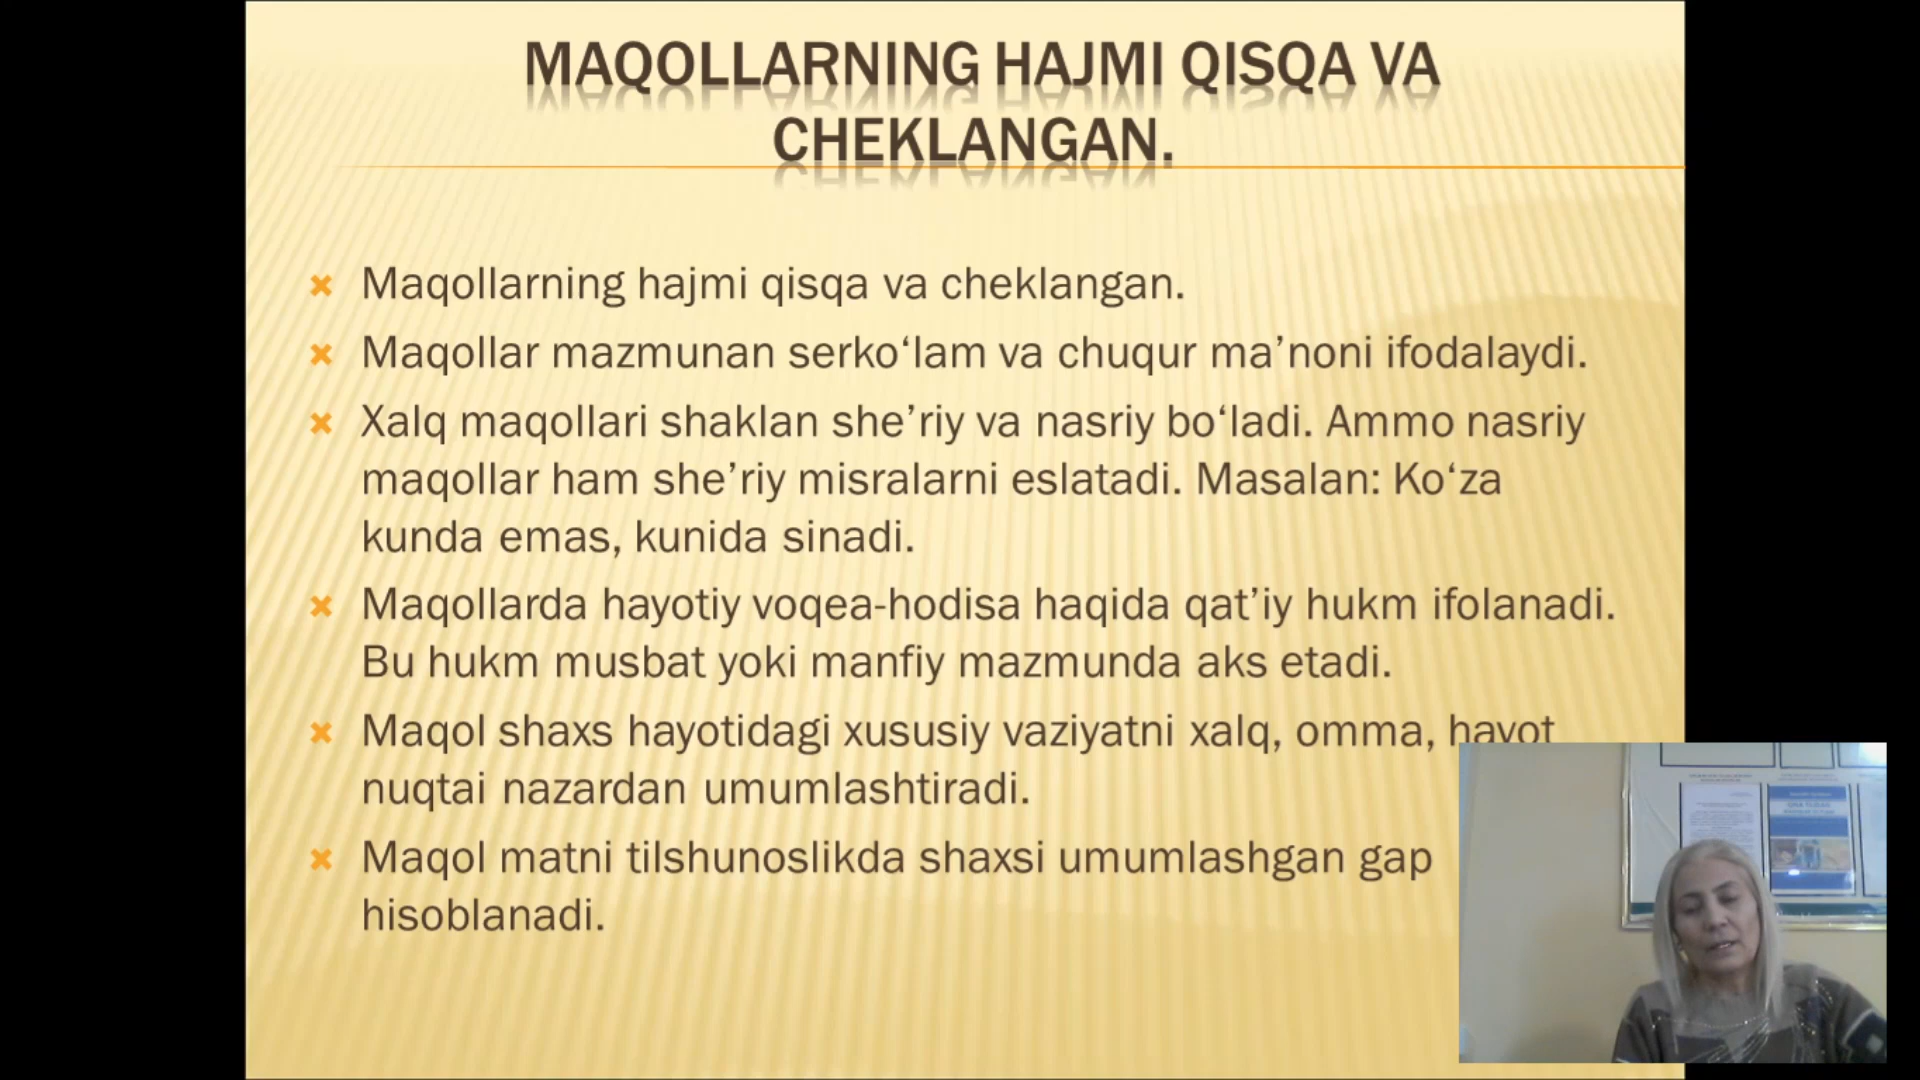 MAQOLLARNING HAJMI QISQA VA
CHEKLANGAN.
Maqollarning hajmi qisqa va cheklangan.
Maqollar mazmunan serko‘lam va chuqur ma’noni ifodalaydi.
Xalq maqollari shaklan she’riy va nasriy bo‘ladi. Ammo nasriy
maqollar ham she’riy misralarni eslatadi. Masalan: Ko‘za
kunda emas, kunida sinadi.
Maqollarda hayotiy voqea-hodisa haqida qat’iy hukm ifolanadi.
Bu hukm musbat yoki manfiy mazmunda aks etadi.
Maqol shaxs hayotidagi xususiy vaziyatni xalq, omma, hayot
nuqtai nazardan umumlashtiradi.
Maqol matni tilshunoslikda shaxsi umumlashgan gap
hisoblanadi.